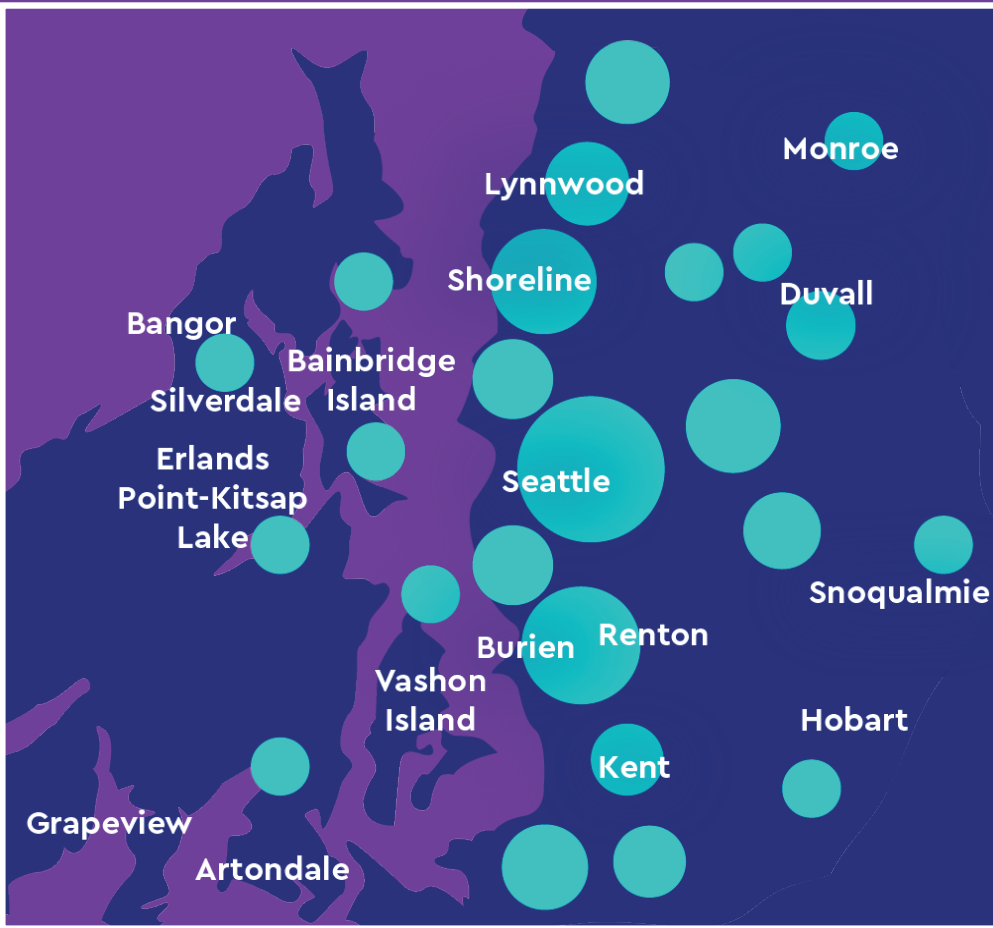 Monroe
Lynnwood
Shoreline
Duvall
Bangor
Bainbridge
Island
Silverdale
Erlands
Point-Kitsap
Lake
Seattle
Snoqualmie
Burien
Renton
Vashon
Island
Hobart
Kent
Grapeview
Artondale